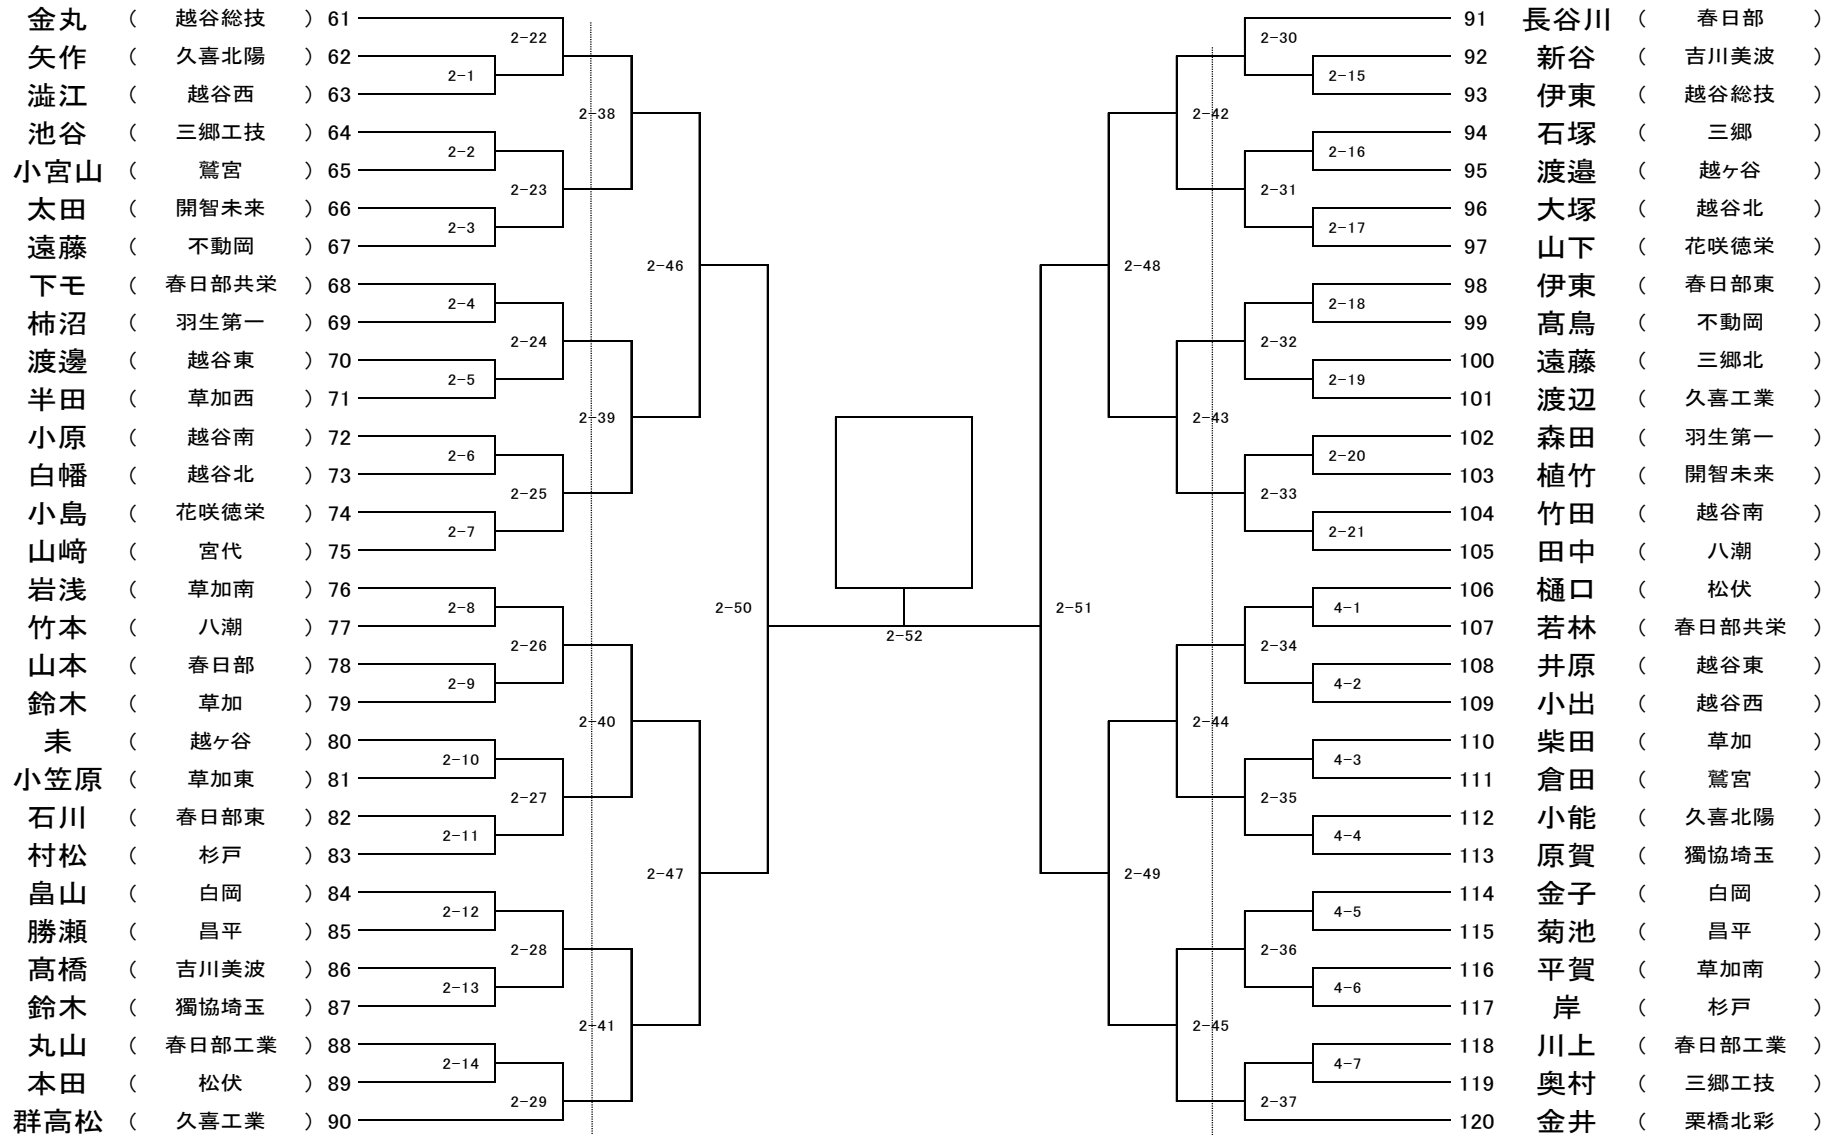 金丸 ( 越谷総技 ) 61
矢作 ( 久喜北陽 ) 62
澁江 ( 越谷西 ) 63
池谷 ( 三郷工技 ) 64
小宮山 ( 鷲宮 ) 65
太田 ( 開智未来 ) 66
遠藤 ( 不動岡 ) 67
下モ ( 春日部共栄 ) 68
柿沼 ( 羽生第一 ) 69
渡邊 ( 越谷東 ) 70
半田 ( 草加西 ) 71
小原 ( 越谷南 ) 72
白幡 ( 越谷北 ) 73
小島 ( 花咲徳栄 ) 74
山﨑 ( 宮代 ) 75
岩浅 ( 草加南 ) 76
竹本 ( 八潮 ) 77
山本 ( 春日部 ) 78
鈴木 ( 草加 ) 79
耒 ( 越ヶ谷 ) 80
小笠原 ( 草加東 ) 81
石川 ( 春日部東 ) 82
村松 ( 杉戸 ) 83
畠山 ( 白岡 ) 84
勝瀬 ( 昌平 ) 85
髙橋 ( 吉川美波 ) 86
鈴木 ( 獨協埼玉 ) 87
丸山 ( 春日部工業 ) 88
本田 ( 松伏 ) 89
群高松 ( 久喜工業 ) 90
2-1
2-2
2-3
2-4
2-5
2-6
2-7
2-8
2-9
2-10
2-11
2-12
2-13
2-14
2-22
2-23
2-24
2-25
2-26
2-27
2-28
2-29
2-38
2-39
2-40
2-41
2-46
2-47
2-50
2-52
2-51
2-48
2-49
2-42
2-43
2-44
2-45
2-30
2-31
2-32
2-33
2-34
2-35
2-36
2-37
2-15
2-16
2-17
2-18
2-19
2-20
2-21
4-1
4-2
4-3
4-4
4-5
4-6
4-7
91 長谷川 ( 春日部 )
92 新谷 ( 吉川美波 )
93 伊東 ( 越谷総技 )
94 石塚 ( 三郷 )
95 渡邉 ( 越ヶ谷 )
96 大塚 ( 越谷北 )
97 山下 ( 花咲徳栄 )
98 伊東 ( 春日部東 )
99 髙鳥 ( 不動岡 )
100 遠藤 ( 三郷北 )
101 渡辺 ( 久喜工業 )
102 森田 ( 羽生第一 )
103 植竹 ( 開智未来 )
104 竹田 ( 越谷南 )
105 田中 ( 八潮 )
106 樋口 ( 松伏 )
107 若林 ( 春日部共栄 )
108 井原 ( 越谷東 )
109 小出 ( 越谷西 )
110 柴田 ( 草加 )
111 倉田 ( 鷲宮 )
112 小能 ( 久喜北陽 )
113 原賀 ( 獨協埼玉 )
114 金子 ( 白岡 )
115 菊池 ( 昌平 )
116 平賀 ( 草加南 )
117 岸 ( 杉戸 )
118 川上 ( 春日部工業 )
119 奥村 ( 三郷工技 )
120 金井 ( 栗橋北彩 )